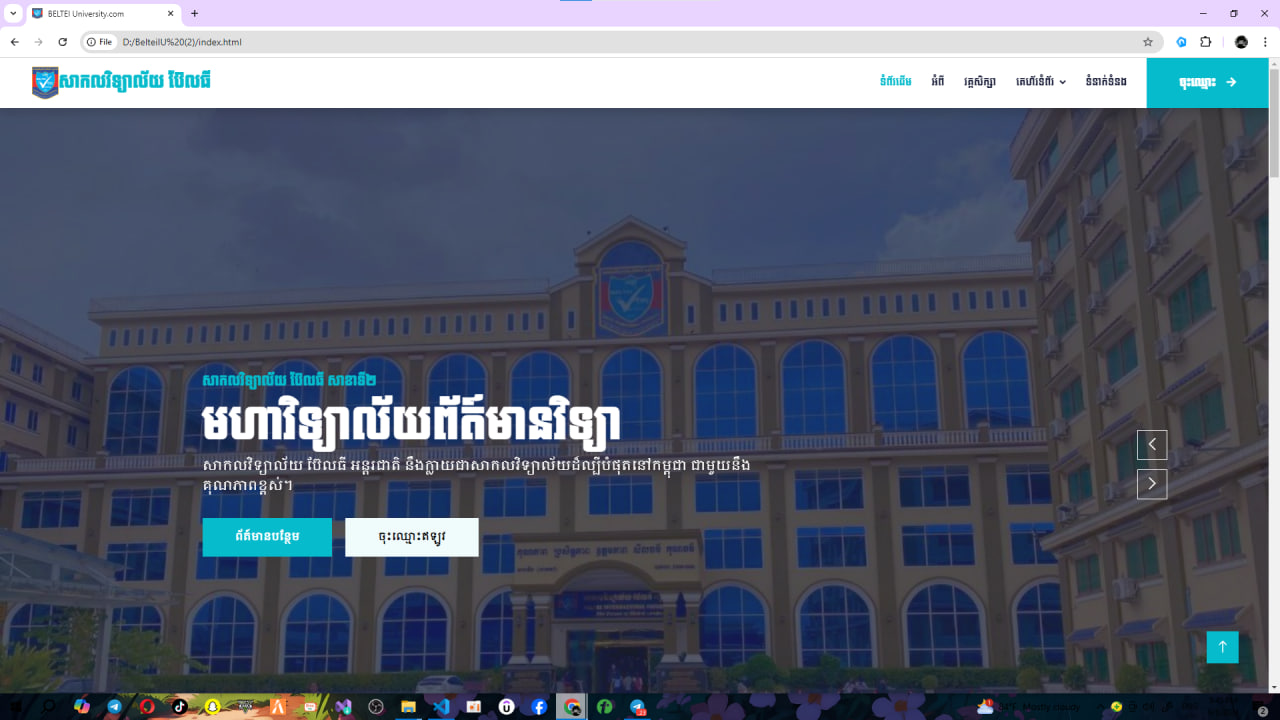 BELTEI University.com
File
D:/BelteiIU%20(2)/index.html
សាកលវិទ្យាល័យ ប៊ែលធី
ទំព័រដើម
អំពី
វគ្គសិក្សា
គេហ៍រទំព័រ
ទំនាក់ទំនង
ចុះឈ្មោះ
សាកលវិទ្យាល័យ ប៊ែលធី សាខាទី២
មហាវិទ្យាល័យព័ត៍មានវិទ្យា
សាកលវិទ្យាល័យ ប៊ែលធី អន្តរជាតិ នឹងក្លាយជាសាកលវិទ្យាល័យដ៏ល្បីបំផុតនៅកម្ពុជា ជាមួយនឹង
គុណភាពខ្ពស់។
ព័ត៍មានបន្ថែម
ចុះឈ្មោះឥឡូវ
Mostly cloudy
ENG